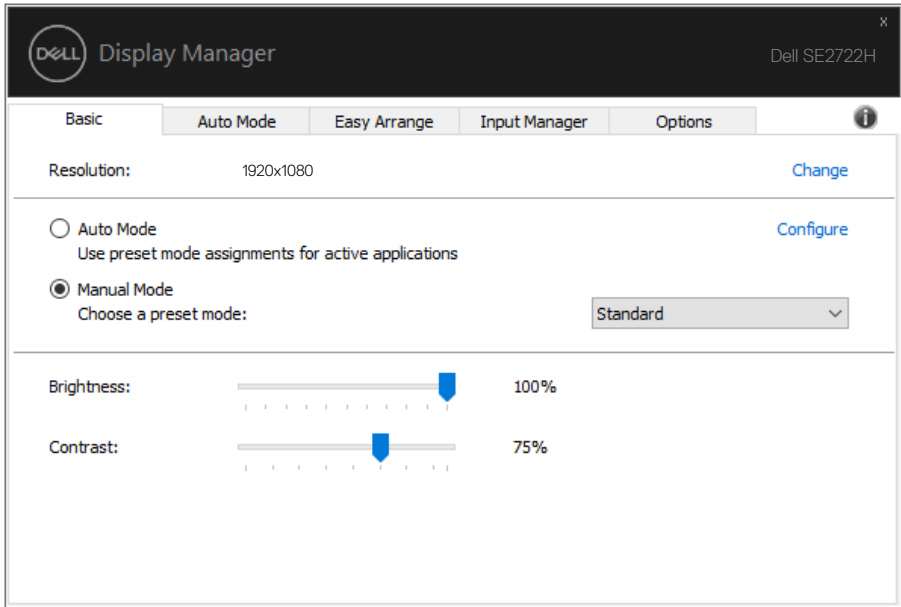 DELL Display Manager
x
Dell SE2722H
Basic Auto Mode Easy Arrange Input Manager Options i
Resolution: 1920x1080 Change
Auto Mode Configure
Use preset mode assignments for active applications
Manual Mode
Choose a preset mode: Standard
Brightness: 100%
Contrast: 75%